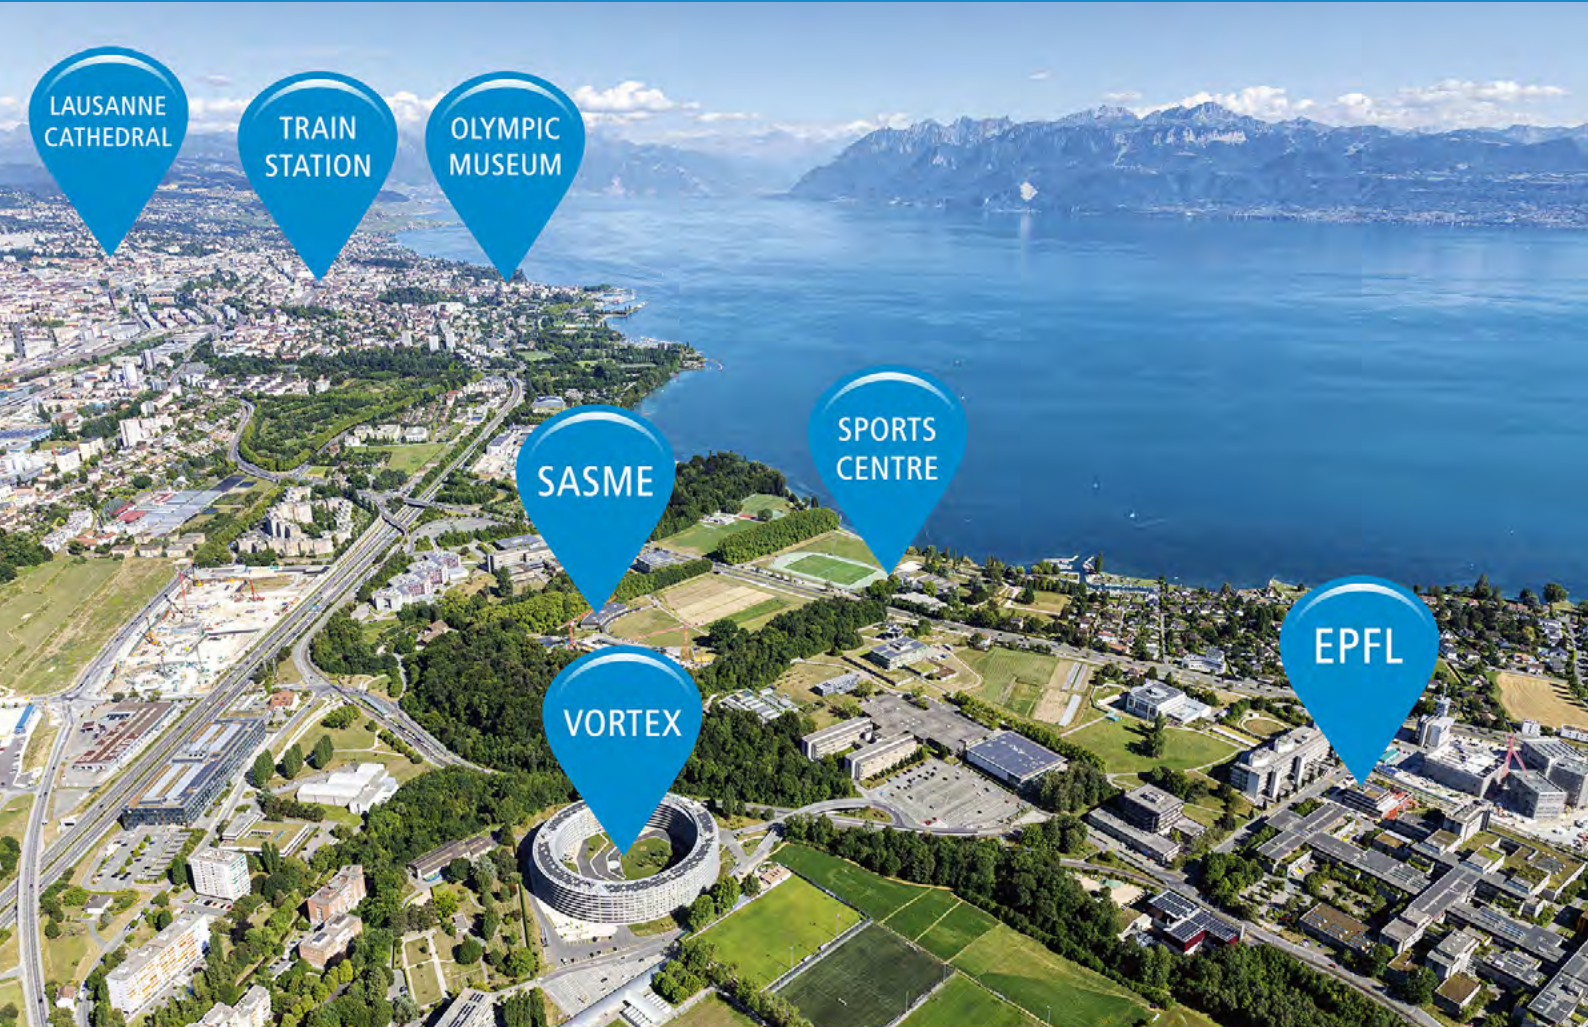 LAUSANNE
CATHEDRAL
TRAIN
STATION
OLYMPIC
MUSEUM
SPORTS
CENTRE
SASME
EPFL
VORTEX